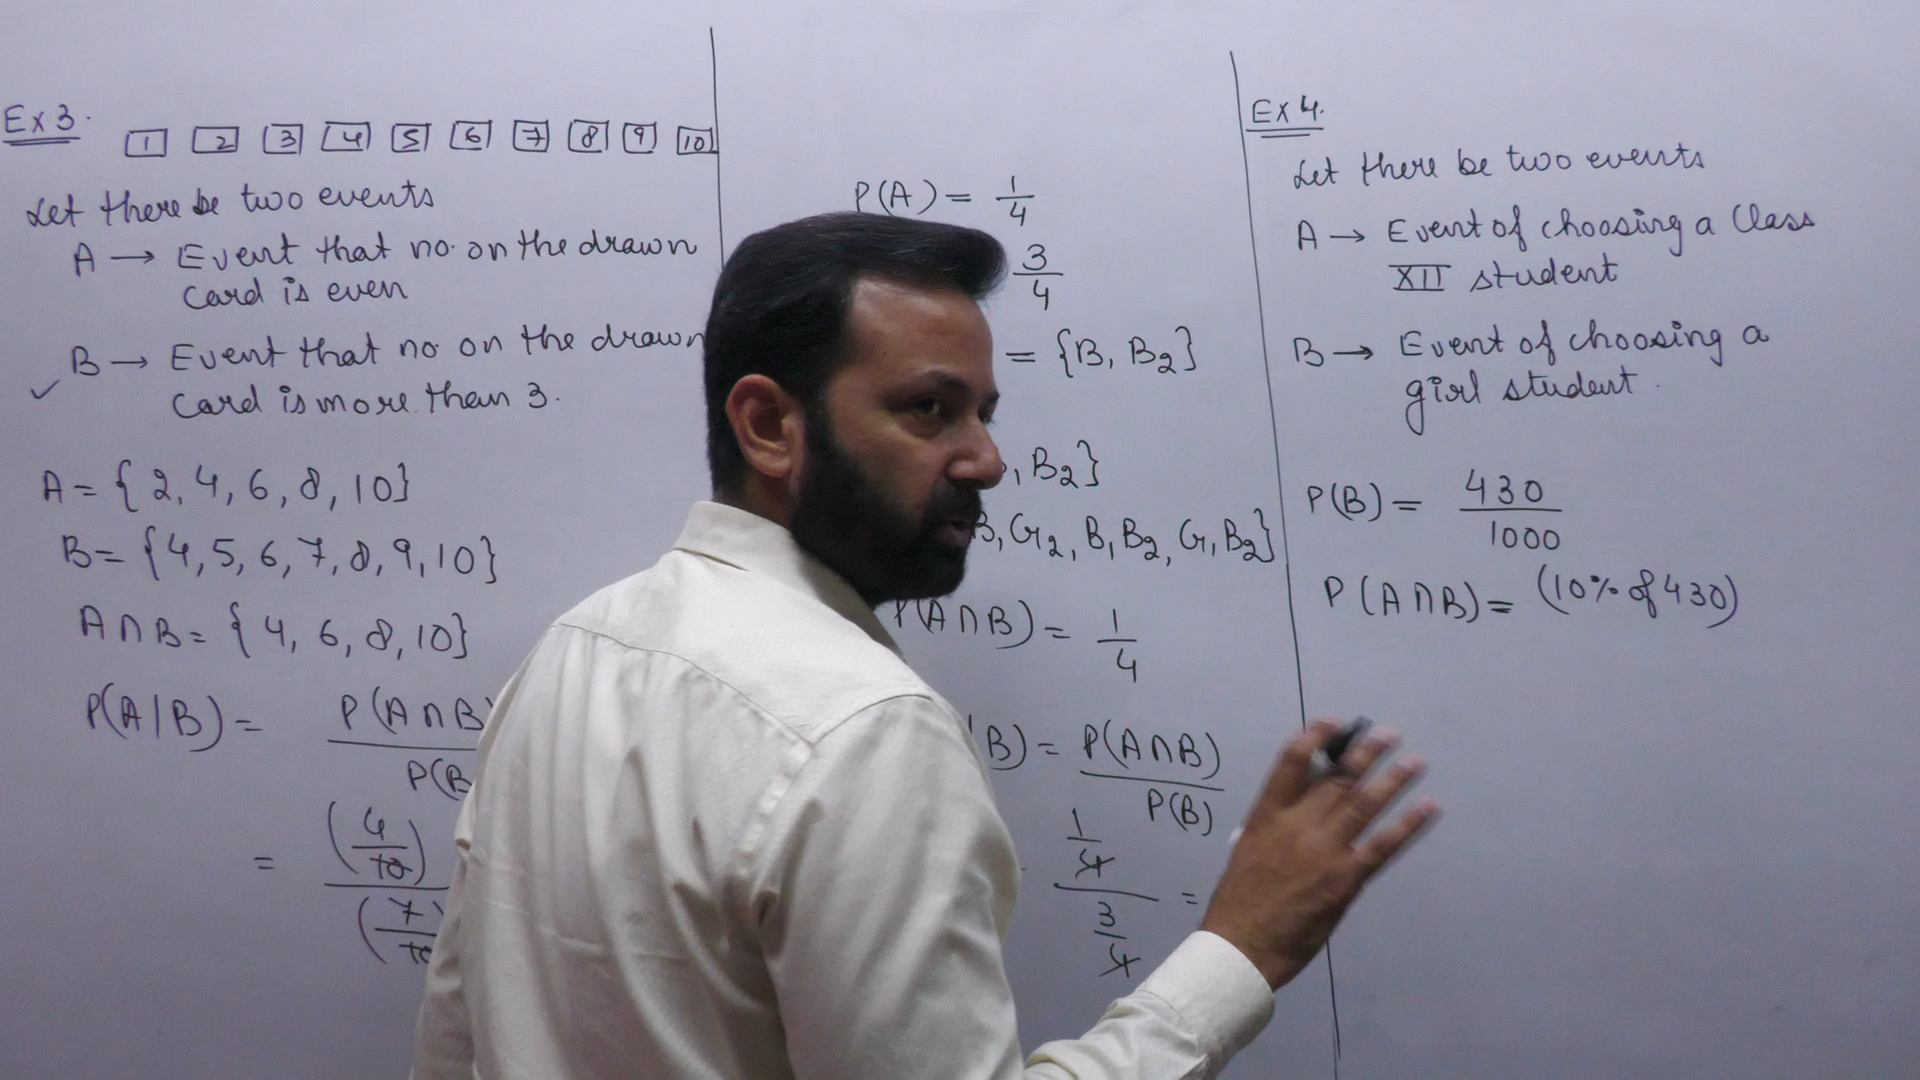 Ex 3.
1 2 3 4 5 6 7 8 9 10
Let there be two events
A → Event that no. on the drawn
card is even
B → Event that no on the drawn
✓ card is more than 3.
A = { 2, 4, 6, 8, 10}
B = {4, 5, 6, 7, 8, 9, 10}
A∩B = { 4, 6, 8, 10}
P(A|B) = P(A∩B
P(B
= (4/10)
(7/10
P(A) = 1/4
3/4
= {B, B2}
, B2}
B, G2, B, B2, G, B2}
P(A∩B) = 1/4
|B) = P(A∩B)
P(B)
1/4
3/4 =
Ex 4.
Let there be two events
A → Event of choosing a Class
XII student
B → Event of choosing a
girl student.
P(B) = 430/1000
P(A∩B) = (10% of 430)